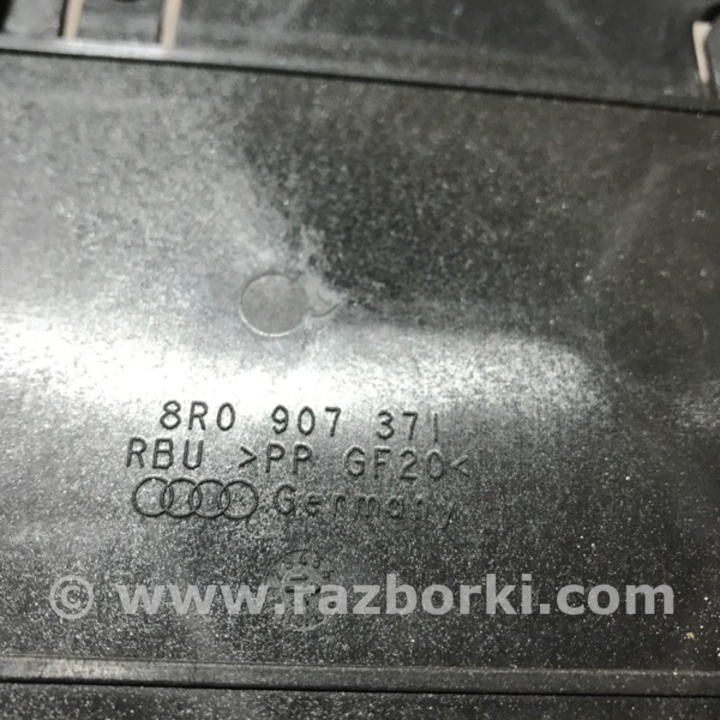 8R0 907 371
RBU >PP GF20<
Germany
© www.razborki.com